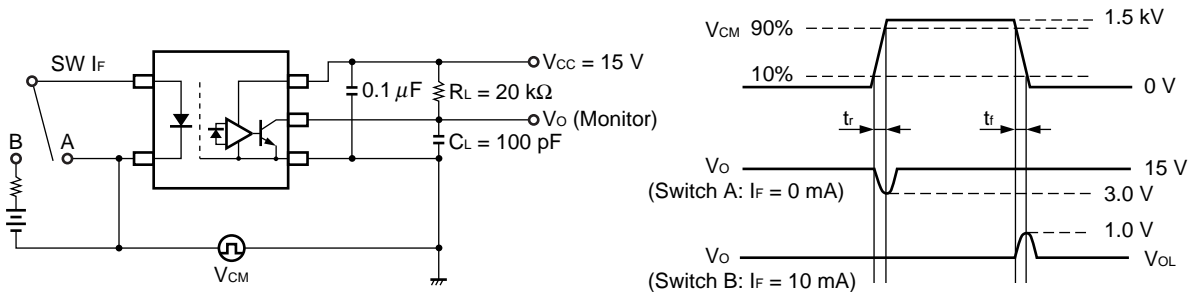 SW IF
B
A
0.1 μF
VCC = 15 V
RL = 20 kΩ
VO (Monitor)
CL = 100 pF
VCM
VCM 90%
10%
1.5 kV
0 V
tr
tf
VO
(Switch A: IF = 0 mA)
15 V
3.0 V
1.0 V
VO
(Switch B: IF = 10 mA)
VOL